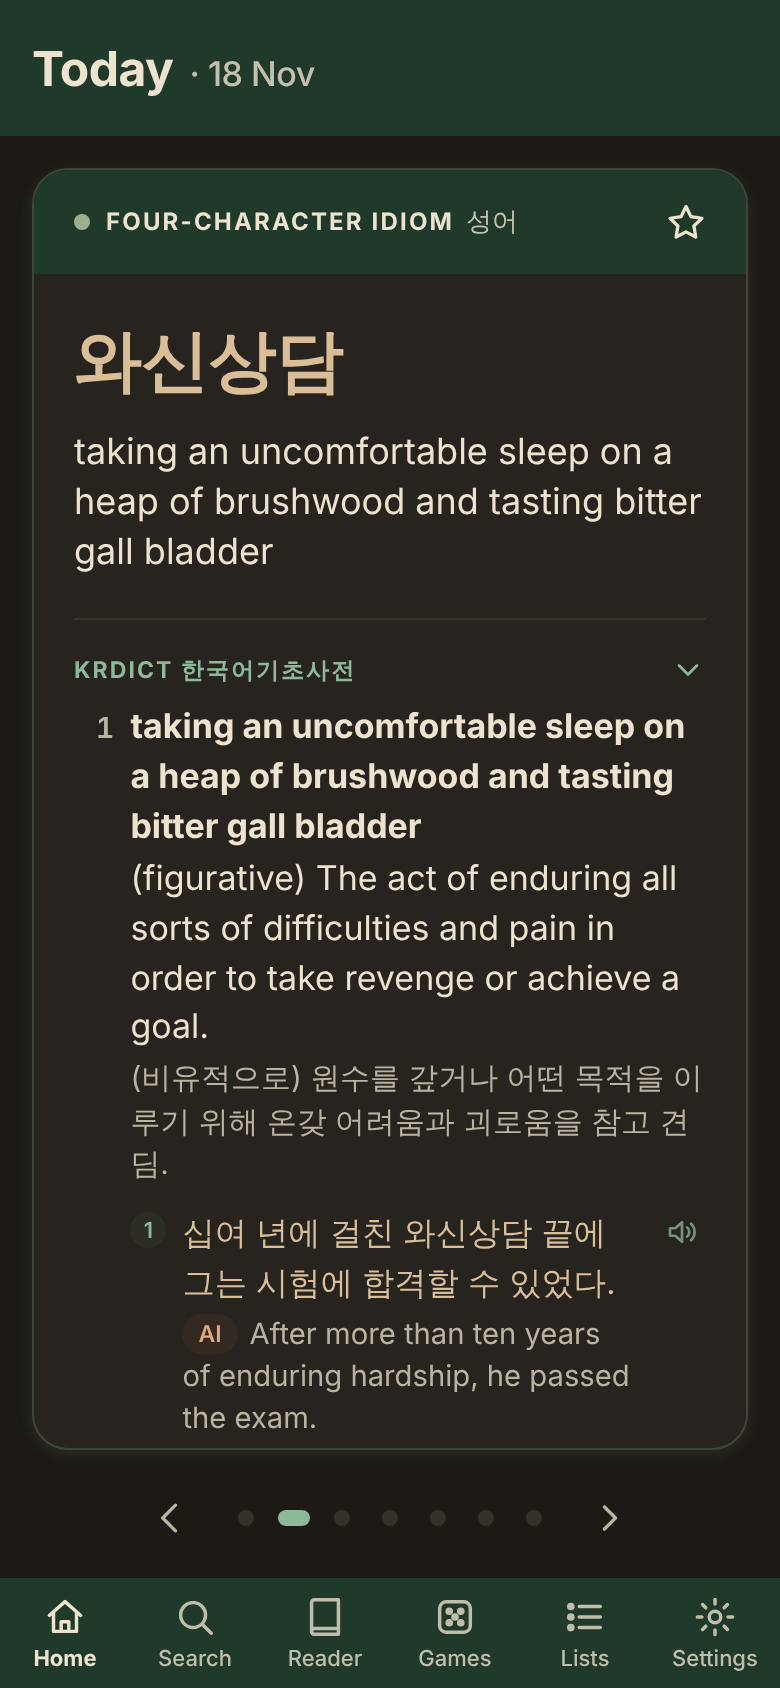 Today · 18 Nov
FOUR-CHARACTER IDIOM 성어
와신상담
taking an uncomfortable sleep on a
heap of brushwood and tasting bitter
gall bladder
KRDICT 한국어기초사전
1 taking an uncomfortable sleep on
a heap of brushwood and tasting
bitter gall bladder
(figurative) The act of enduring all
sorts of difficulties and pain in
order to take revenge or achieve a
goal.
(비유적으로) 원수를 갚거나 어떤 목적을 이
루기 위해 온갖 어려움과 괴로움을 참고 견
딤.
1 십여 년에 걸친 와신상담 끝에
그는 시험에 합격할 수 있었다.
AI After more than ten years
of enduring hardship, he passed
the exam.
Home Search Reader Games Lists Settings